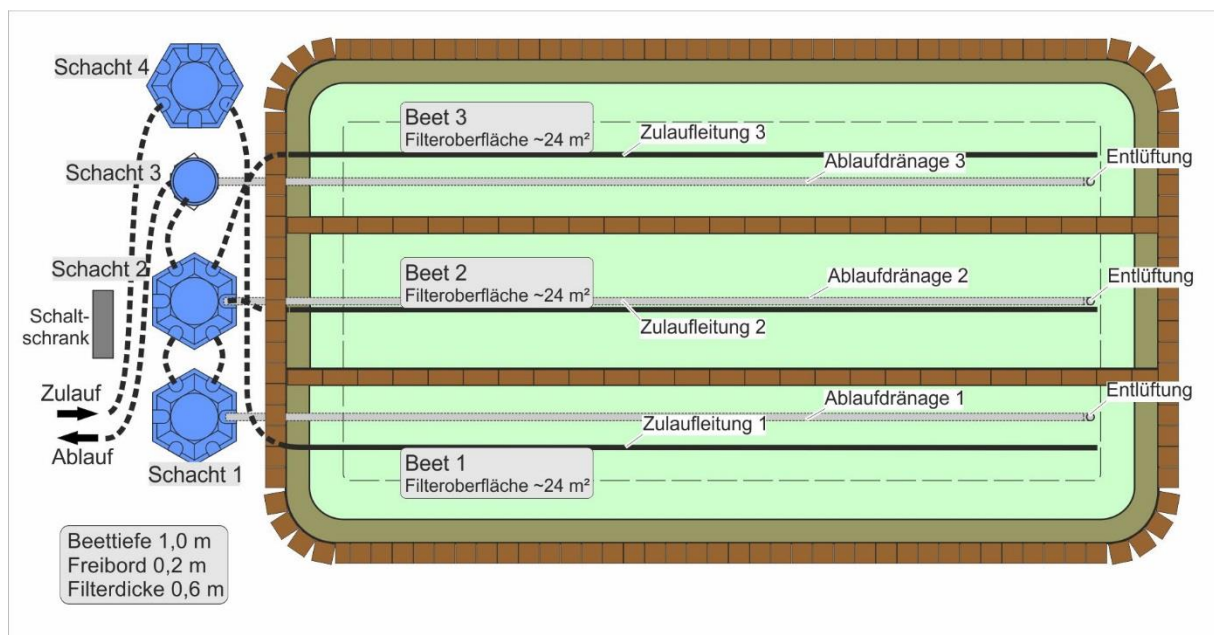 Schacht 4
Beet 3
Filteroberfläche ~24 m²
Zulaufleitung 3
Schacht 3
Ablaufdränage 3
Entlüftung
Schacht 2
Beet 2
Filteroberfläche ~24 m²
Ablaufdränage 2
Entlüftung
Schalt-
schrank
Zulaufleitung 2
Zulauf
Ablaufdränage 1
Entlüftung
Zulaufleitung 1
Ablauf
Schacht 1
Beet 1
Filteroberfläche ~24 m²
Beettiefe 1,0 m
Freibord 0,2 m
Filterdicke 0,6 m